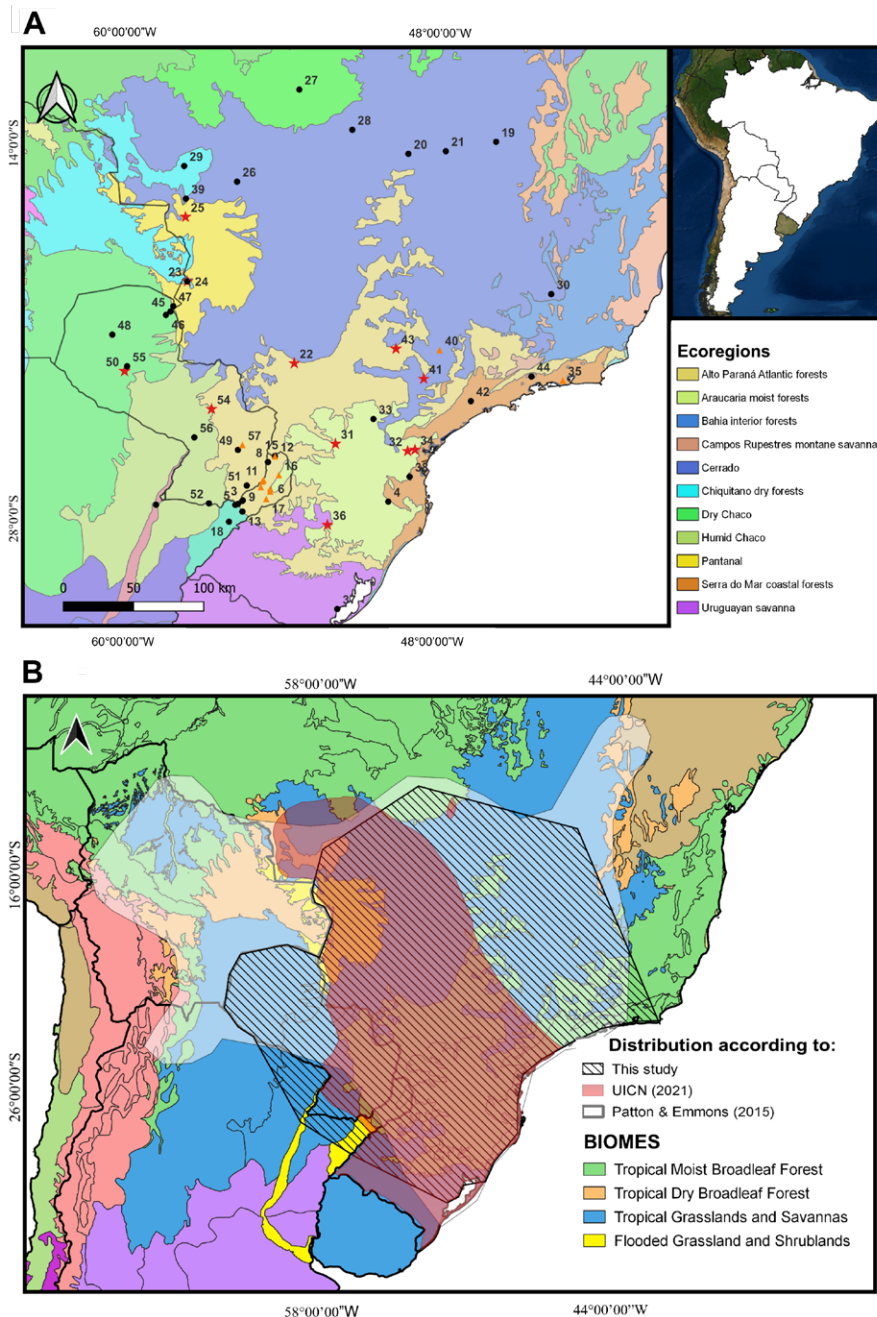 A
60°00'00"W
48°00'00"W
14°0'0"S
28°0'0"S
27
28
20
21
19
29
26
39
25
23
24
30
47
45
46
48
43
40
22
50
55
41
44
35
42
54
33
56
57
49
31
32
34
15
12
8
16
38
51
11
6
4
52
5
3
9
17
13
18
36
37
0
50
100 km
60°00'00"W
48°00'00"W
Ecoregions
Alto Paraná Atlantic forests
Araucaria moist forests
Bahia interior forests
Campos Rupestres montane savanna
Cerrado
Chiquitano dry forests
Dry Chaco
Humid Chaco
Pantanal
Serra do Mar coastal forests
Uruguayan savanna
B
58°00'00"W
44°00'00"W
16°00'00"S
26°00'00"S
Distribution according to:
This study
UICN (2021)
Patton & Emmons (2015)
BIOMES
Tropical Moist Broadleaf Forest
Tropical Dry Broadleaf Forest
Tropical Grasslands and Savannas
Flooded Grassland and Shrublands
58°00'00"W
44°00'00"W